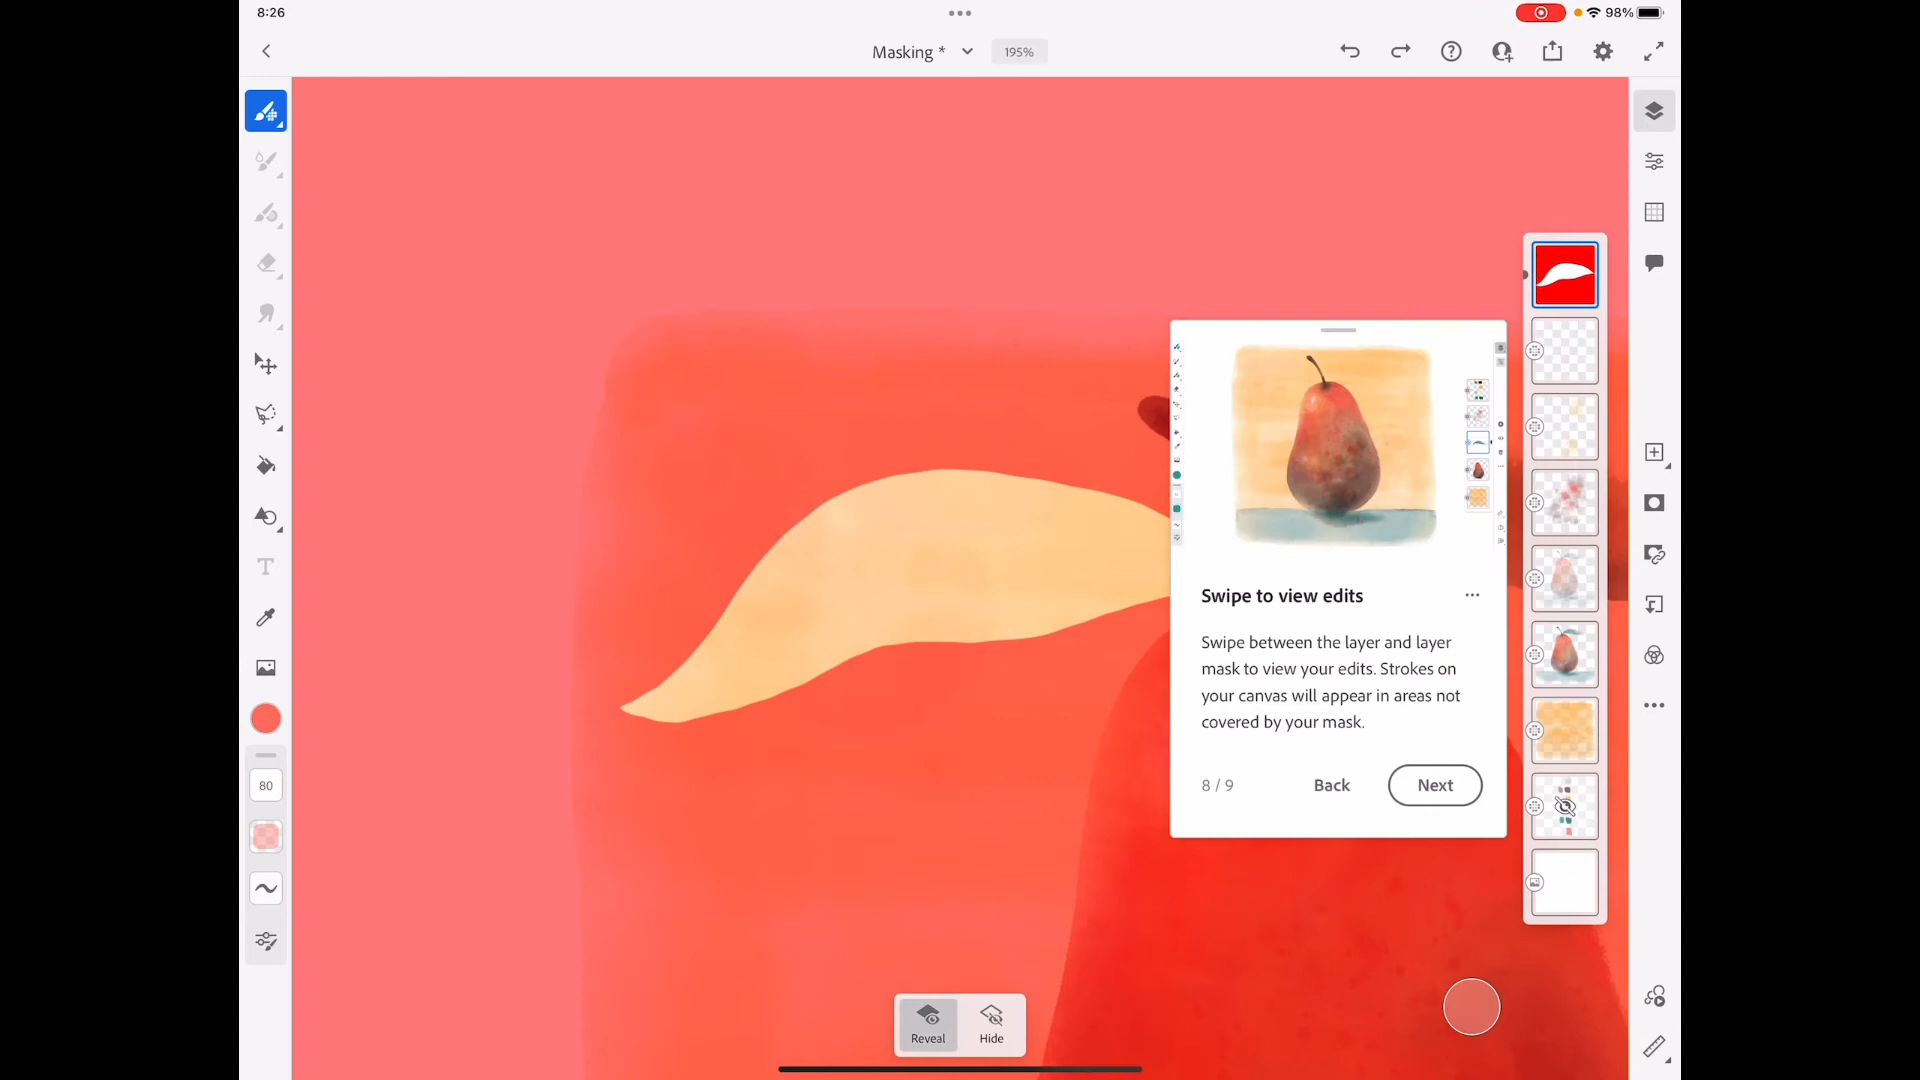 8:26
98%
Masking *
195%
Swipe to view edits
Swipe between the layer and layer
mask to view your edits. Strokes on
your canvas will appear in areas not
covered by your mask.
8 / 9
Back
Next
T
80
Reveal
Hide